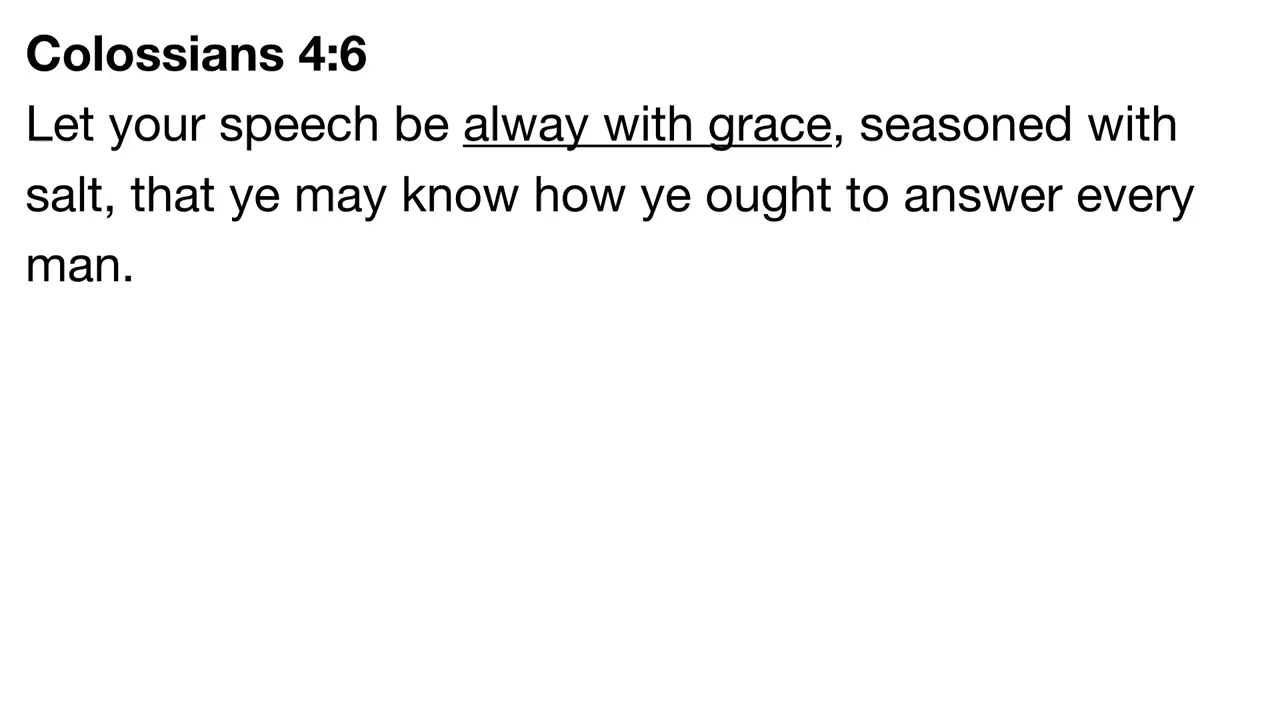 Colossians 4:6
Let your speech be alway with grace, seasoned with
salt, that ye may know how ye ought to answer every
man.